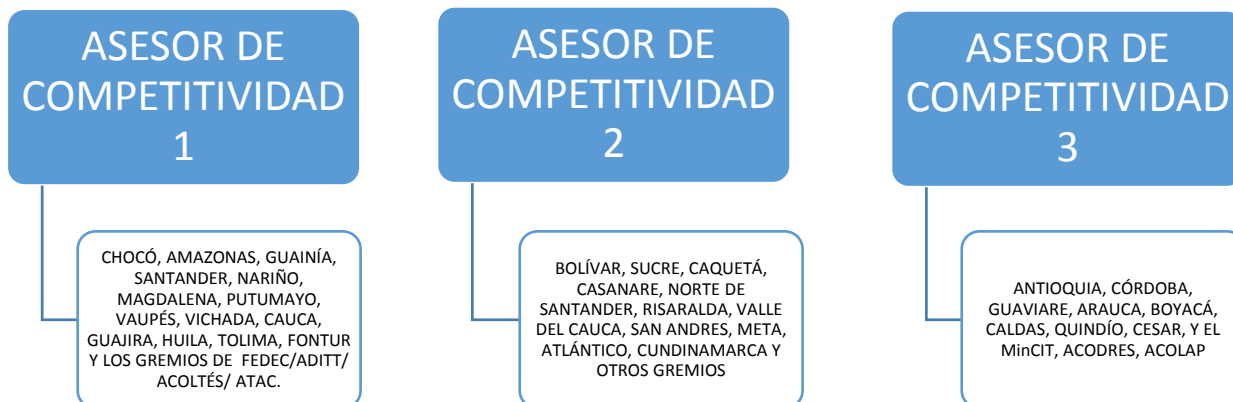 ASESOR DE
COMPETITIVIDAD
1
CHOCÓ, AMAZONAS, GUAINÍA,
SANTANDER, NARIÑO,
MAGDALENA, PUTUMAYO,
VAUPÉS, VICHADA, CAUCA,
GUAJIRA, HUILA, TOLIMA, FONTUR
Y LOS GREMIOS DE  FEDEC/ADITT/
ACOLTÉS/ ATAC.
ASESOR DE
COMPETITIVIDAD
2
BOLÍVAR, SUCRE, CAQUETÁ,
CASANARE, NORTE DE
SANTANDER, RISARALDA, VALLE
DEL CAUCA, SAN ANDRES, META,
ATLÁNTICO, CUNDINAMARCA Y
OTROS GREMIOS
ASESOR DE
COMPETITIVIDAD
3
ANTIOQUIA, CÓRDOBA,
GUAVIARE, ARAUCA, BOYACÁ,
CALDAS, QUINDÍO, CESAR, Y EL
MinCIT, ACODRES, ACOLAP